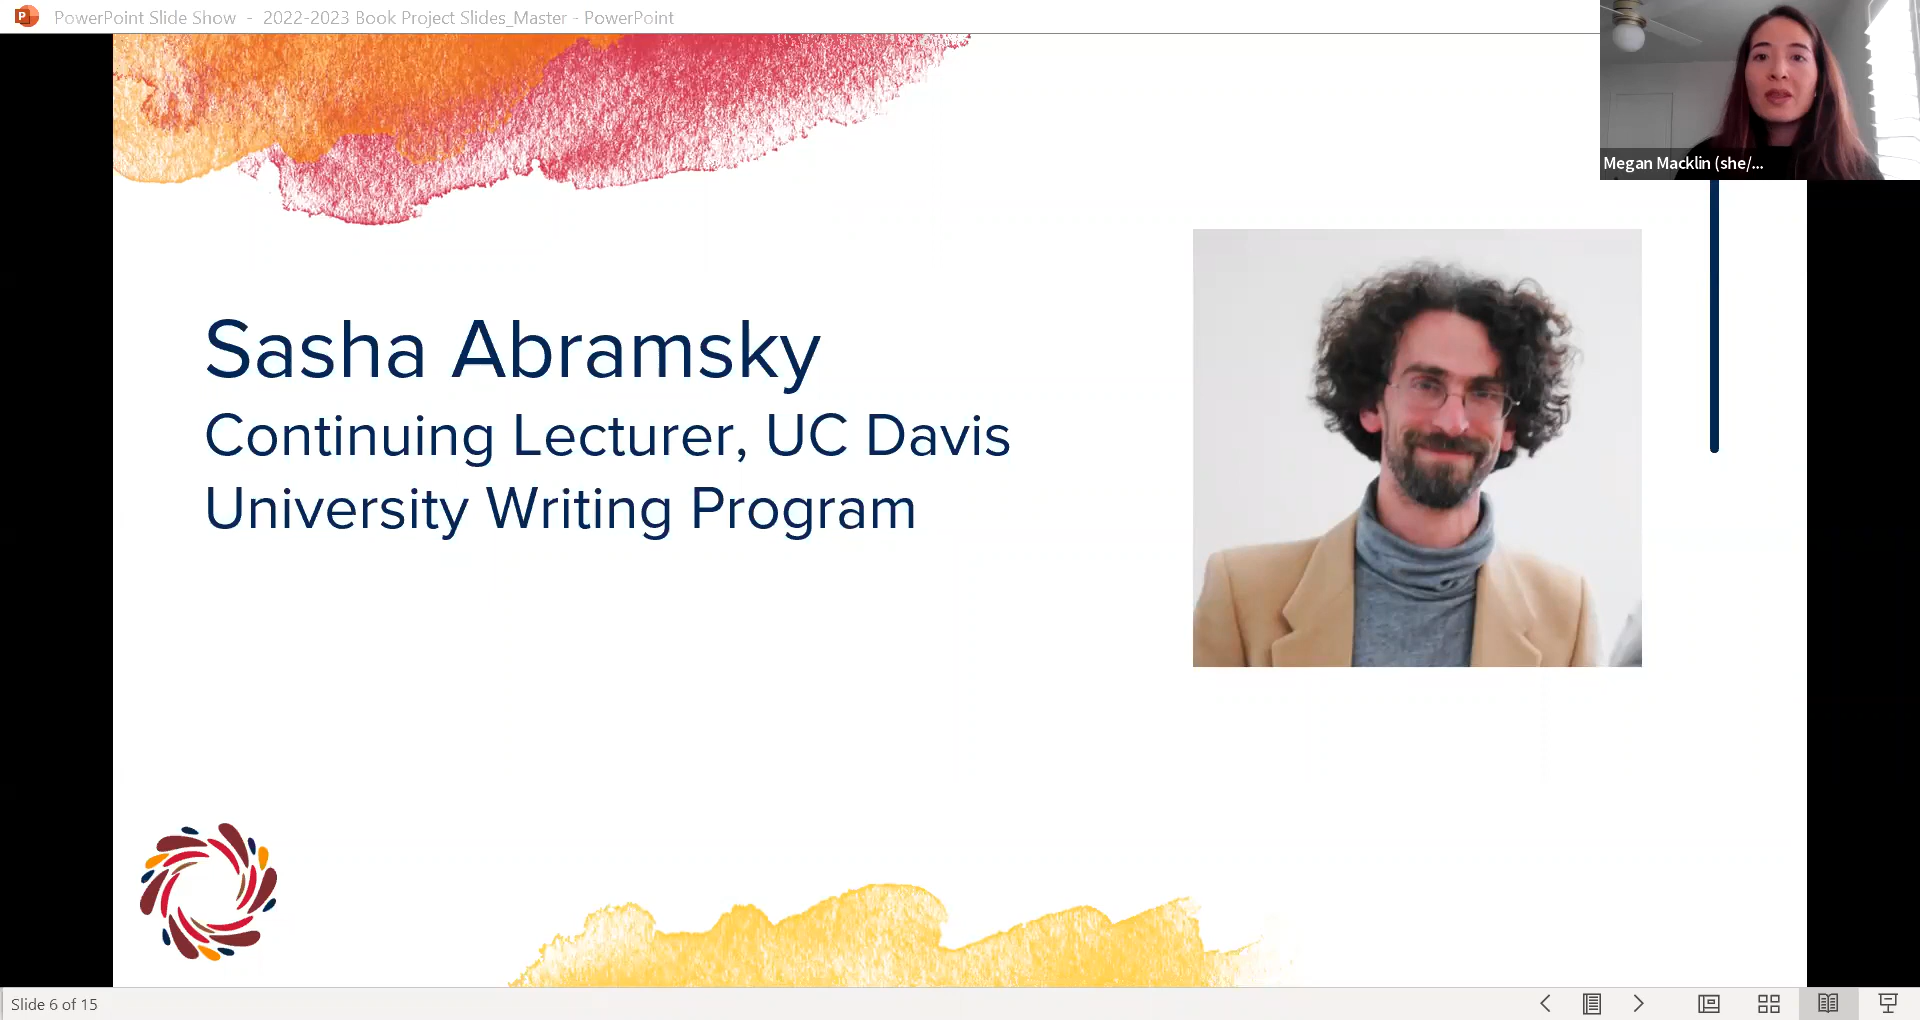 PowerPoint Slide Show - 2022-2023 Book Project Slides_Master - PowerPoint
Megan Macklin (she/...
Sasha Abramsky
Continuing Lecturer, UC Davis
University Writing Program
Slide 6 of 15